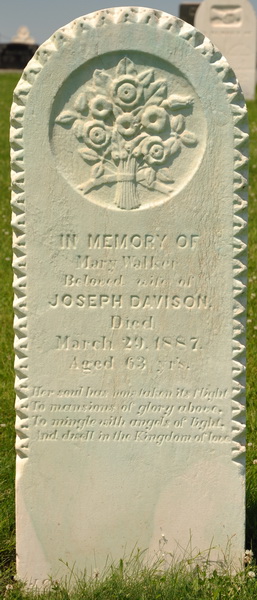 IN MEMORY OF
Mary Walker
Beloved wife of
JOSEPH DAVISON.
Died
March 29, 1887.
Aged 63 yrs.
Her soul has now taken its flight
To mansions of glory above,
To mingle with angels of light,
And dwell in the Kingdom of love.